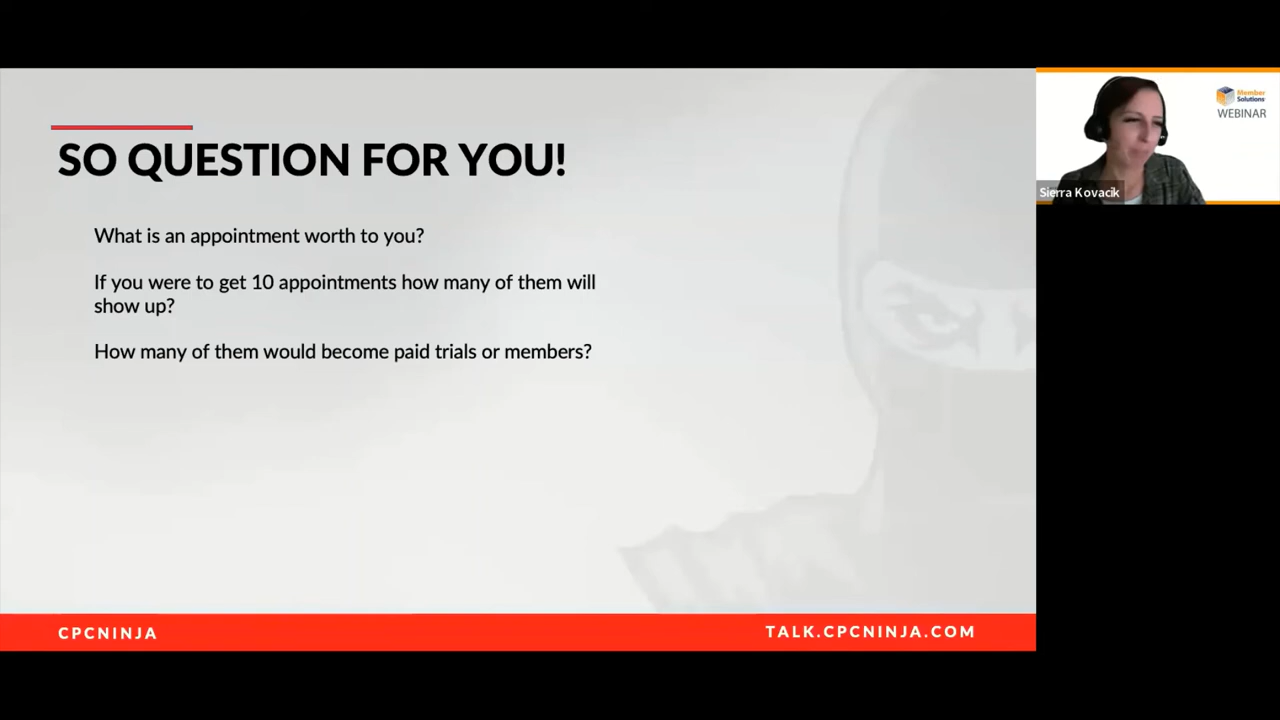 SO QUESTION FOR YOU!
What is an appointment worth to you?
If you were to get 10 appointments how many of them will
show up?
How many of them would become paid trials or members?
CPCNINJA
TALK.CPCNINJA.COM
Member
Solutions
WEBINAR
Sierra Kovacik